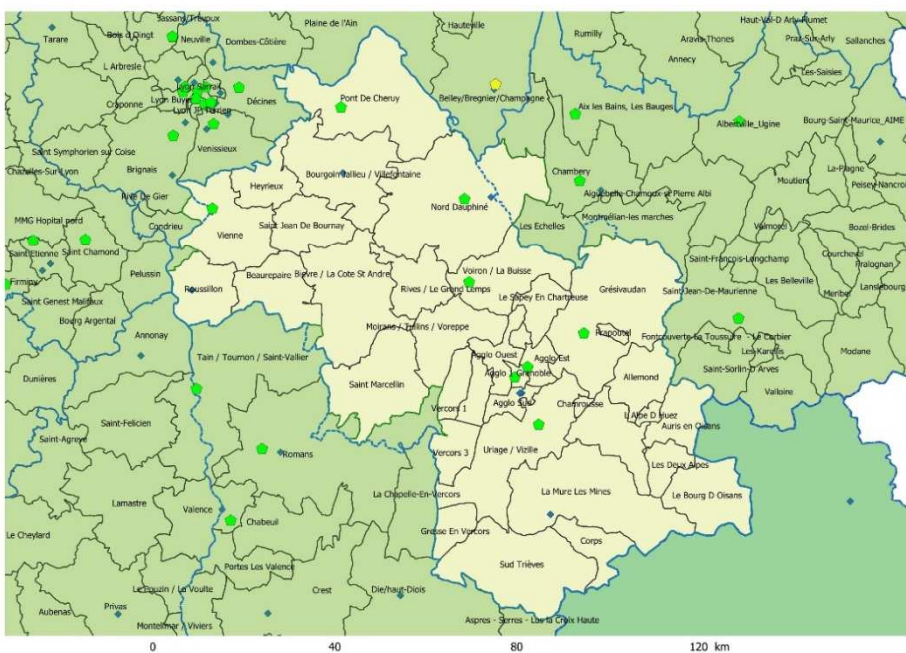 Sassans/Trévoux
Plaine de l'Ain
Hauteville
Haut-Val-D Arly-Flumet
Tarare
Bois d Oingt
Neuville
Dombes-Côtière
Rumilly
Aravis-Thones
Praz-Sur-Arly
Sallanches
Annecy
Les-Saisies
L Arbresle
Décines
Pont De Cheruy
Belley/Bregnier/Champagne
Craponne
Aix les Bains, Les Bauges
Albertville_Ugine
Bourg-Saint-Maurice_AIME
Saint Symphorien sur Coise
Venissieux
Chazelles-Sur-Lyon
Brignais
Bourgoin Jallieu / Villefontaine
Chambery
La-Plagne
Moutiers
Peisey-Nancroix
Heyrieux
Rive De Gier
Nord Dauphiné
Aiguebelle-Chamoux-et Pierre Albi
MMG Hopital nord
Condrieu
Saint Jean De Bournay
Les Echelles
Montmélian-les marches
Valmorel
Bozel-Brides
Vienne
Saint-Etienne
Saint Chamond
Voiron / La Buisse
Saint-François-Longchamp
Courchevel
Pralognan
Firminy
Pelussin
Beaurepaire
Bièvre / La Cote St Andre
Rives / Le Grand Lemps
Grésivaudan
Saint-Jean-De-Maurienne
Les Belleville
Meribel
Lanslebourg
Roussillon
Le Sapey En Chartreuse
Saint Genest Malifaux
Bourg Argental
Moirans / Tullins / Voreppe
Prapoutel
Fontcouverte-La Toussuire - Le Corbier
Annonay
Les-Karellis
Modane
Tain / Tournon / Saint-Vallier
Agglo Ouest
Agglo Est
Saint-Sorlin-D Arves
Dunières
Saint Marcellin
Agglo - Grenoble
Allemond
Valloire
Agglo Sud
Chamrousse
Vercors 1
L Albe D Huez
Saint-Felicien
Auris en Oisans
Saint-Agreve
Vercors 3
Uriage / Vizille
Romans
Les Deux Alpes
La Chapelle-En-Vercors
La Mure Les Mines
Le Bourg D Oisans
Lamastre
Valence
Chabeuil
Gresse En Vercors
Le Cheylard
Corps
Portes Les Valence
Sud Trièves
Le Pouzin / La Voulte
Crest
Die/haut-Diois
Aubenas
Privas
Montelimar / Viviers
Aspres - Serres - Lus la Croix Haute
0 40 80 120 km